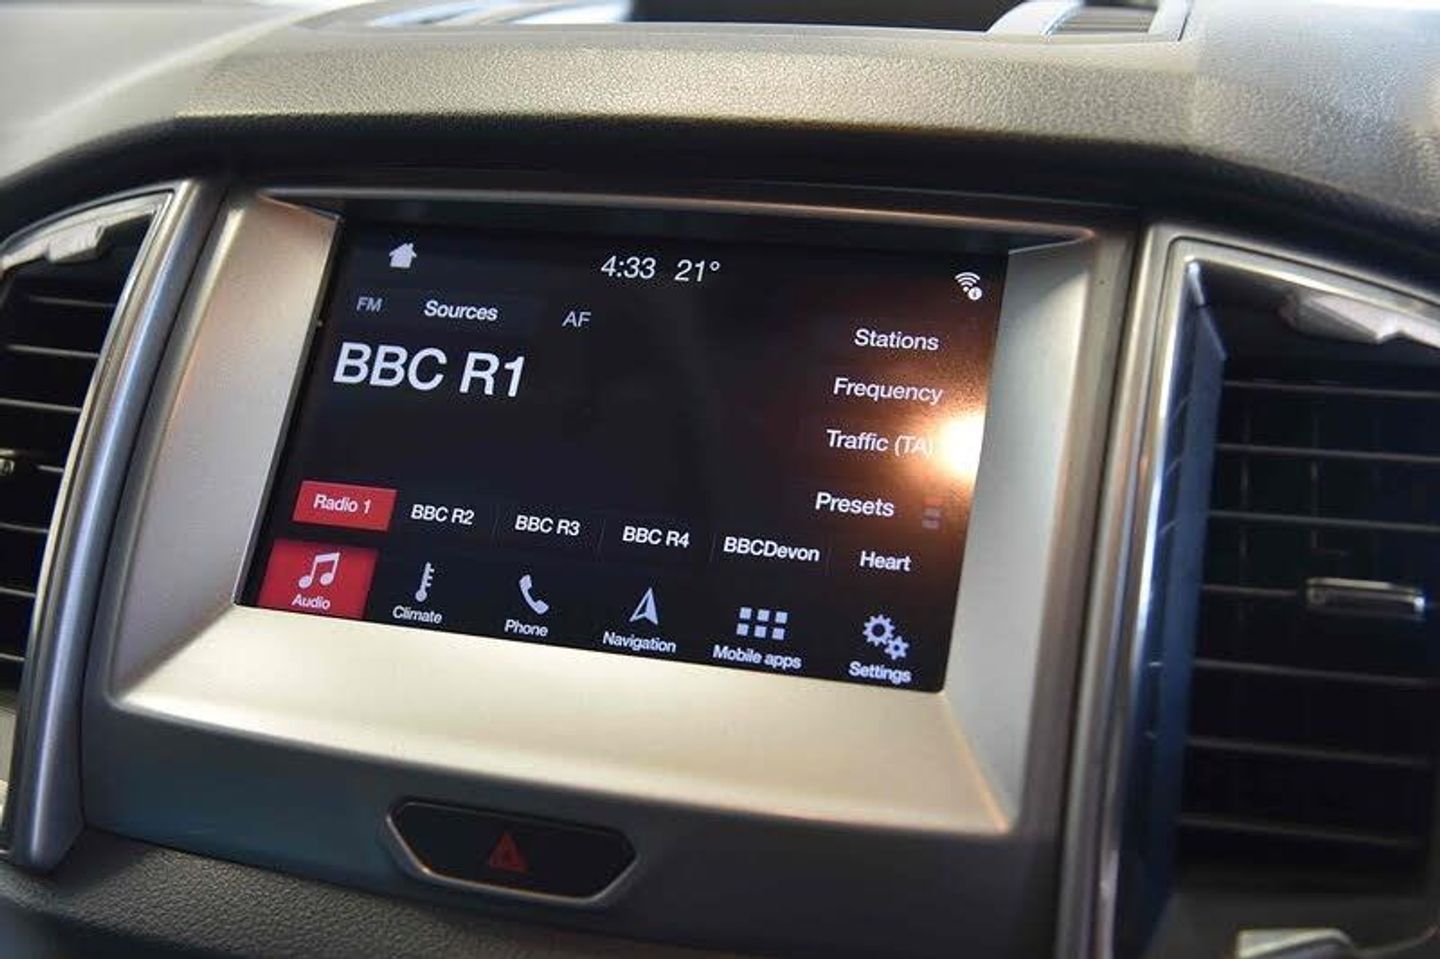 4:33 21°
FM Sources AF
BBC R1
Stations
Frequency
Traffic (TA)
Presets
Radio 1 BBC R2 BBC R3 BBC R4 BBCDevon Heart
Audio Climate Phone Navigation Mobile apps Settings